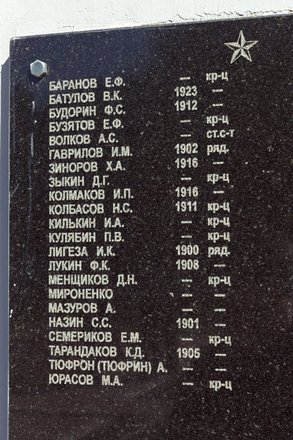 БАРАНОВ Е.Ф. — кр-ц
БАТУЛОВ В.К. 1923 —
БУДОРИН Ф.С. 1912 —
БУЗЯТОВ Е.Ф. — кр-ц
ВОЛКОВ А.С. — ст.с-т
ГАВРИЛОВ И.М. 1902 ряд.
ЗИНОРОВ Х.А. 1916 —
ЗЫКИН Д.Г. — кр-ц
КОЛМАКОВ И.П. 1916 —
КОЛБАСОВ Н.С. 1911 кр-ц
КИЛЬКИН И.А. — кр-ц
КУЛЯБИН П.В. — кр-ц
ЛИГЕЗА И.К. 1900 ряд.
ЛУКИН Ф.К. 1908 —
МЕНЩИКОВ Д.Н. — кр-ц
МИРОНЕНКО — —
МАЗУРОВ А. — —
НАЗИН С.С. 1901 —
СЕМЕРИКОВ Е.М. — кр-ц
ТАРАНДАКОВ К.Д. 1905 —
ТЮФРОН (ТЮФРИН) А. — —
ЮРАСОВ М.А. — кр-ц